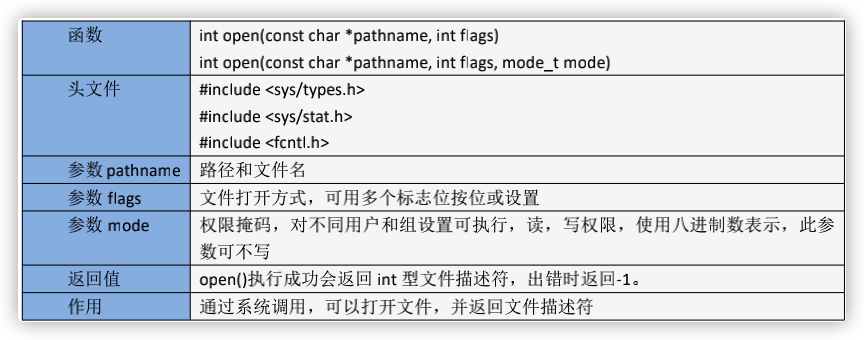 函数 int open(const char *pathname, int flags)
int open(const char *pathname, int flags, mode_t mode)
头文件 #include <sys/types.h>
#include <sys/stat.h>
#include <fcntl.h>
参数 pathname 路径和文件名
参数 flags 文件打开方式，可用多个标志位按位或设置
参数 mode 权限掩码，对不同用户和组设置可执行，读，写权限，使用八进制数表示，此参
数可不写
返回值 open()执行成功会返回 int 型文件描述符，出错时返回-1。
作用 通过系统调用，可以打开文件，并返回文件描述符